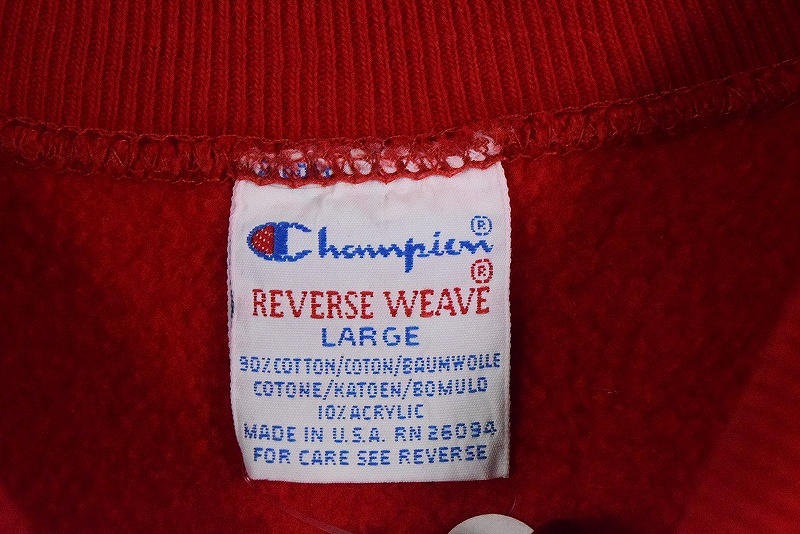 Champion®
REVERSE WEAVE®
LARGE
90% COTTON/COTON/BAUMWOLLE
COTONE/KATOEN/BOMULD
10% ACRYLIC
MADE IN U.S.A. RN 26094
FOR CARE SEE REVERSE